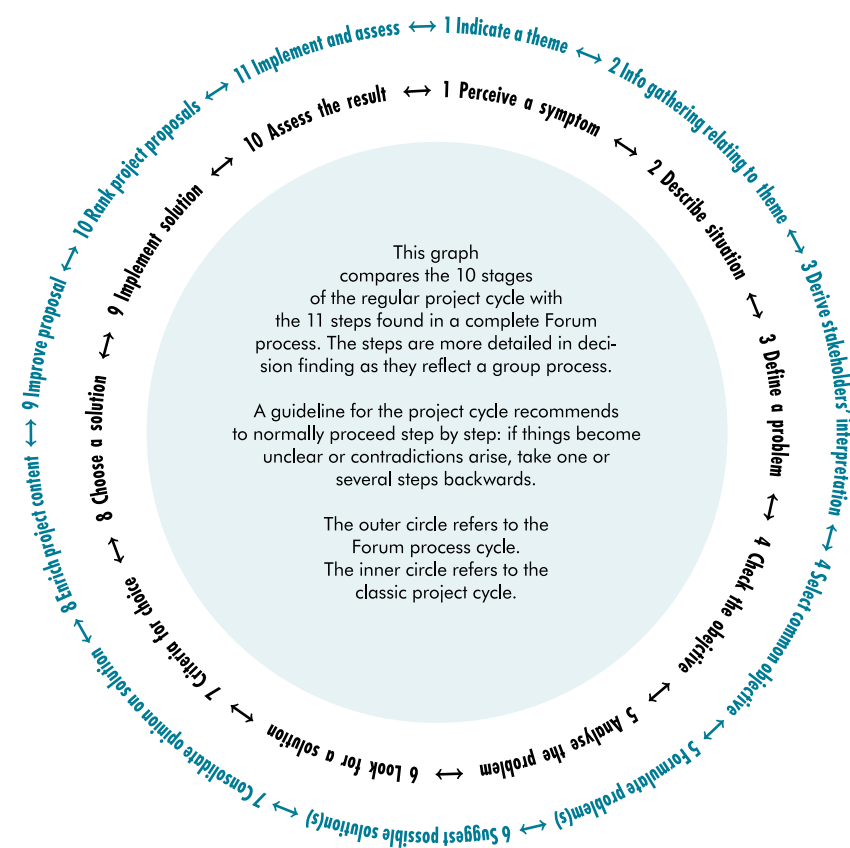 1 Indicate a theme
2 Info gathering relating to theme
3 Derive stakeholders' interpretation
4 Select common objective
5 Formulate problem(s)
6 Suggest possible solution(s)
7 Consolidate opinion on solution
8 Enrich project content
9 Improve proposal
10 Rank project proposals
11 Implement and assess
1 Perceive a symptom
2 Describe situation
3 Define a problem
4 Check the obejctive
5 Analyse the problem
6 Look for a solution
7 Criteria for choice
8 Choose a solution
9 Implement solution
10 Assess the result
This graph
compares the 10 stages
of the regular project cycle with
the 11 steps found in a complete Forum
process. The steps are more detailed in deci-
sion finding as they reflect a group process.
A guideline for the project cycle recommends
to normally proceed step by step: if things become
unclear or contradictions arise, take one or
several steps backwards.
The outer circle refers to the
Forum process cycle.
The inner circle refers to the
classic project cycle.